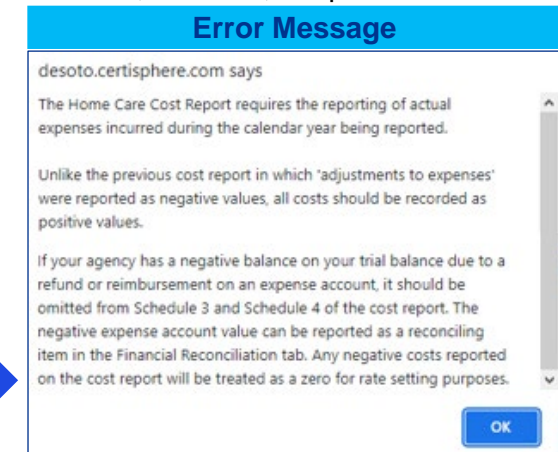 Error Message
desoto.certisphere.com says
The Home Care Cost Report requires the reporting of actual
expenses incurred during the calendar year being reported.
Unlike the previous cost report in which 'adjustments to expenses'
were reported as negative values, all costs should be recorded as
positive values.
If your agency has a negative balance on your trial balance due to a
refund or reimbursement on an expense account, it should be
omitted from Schedule 3 and Schedule 4 of the cost report. The
negative expense account value can be reported as a reconciling
item in the Financial Reconciliation tab. Any negative costs reported
on the cost report will be treated as a zero for rate setting purposes.
OK